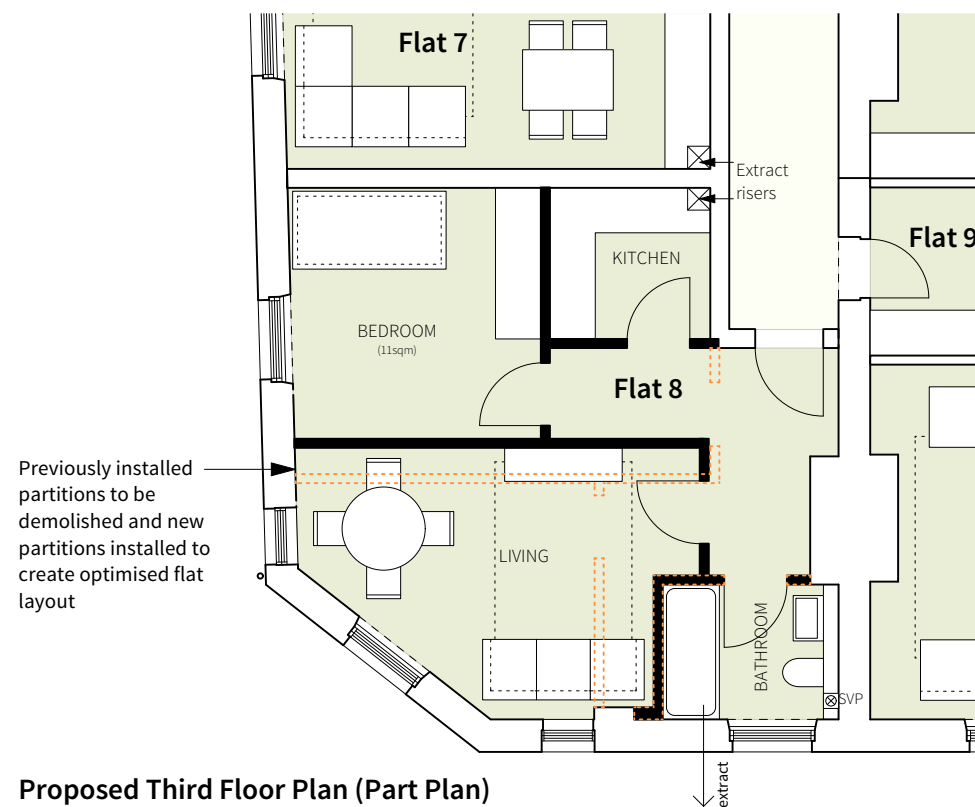 Flat 7
Extract
risers
Flat 9
KITCHEN
BEDROOM
(11sqm)
Flat 8
Previously installed
partitions to be
demolished and new
partitions installed to
create optimised flat
layout
LIVING
BATHROOM
SVP
extract
Proposed Third Floor Plan (Part Plan)